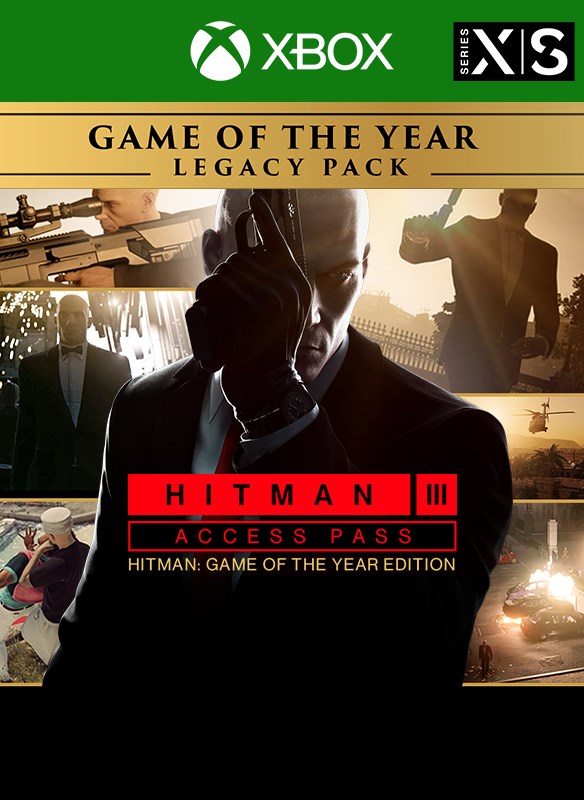 XBOX
SERIES X|S
GAME OF THE YEAR
LEGACY PACK
HITMAN III
ACCESS PASS
HITMAN: GAME OF THE YEAR EDITION